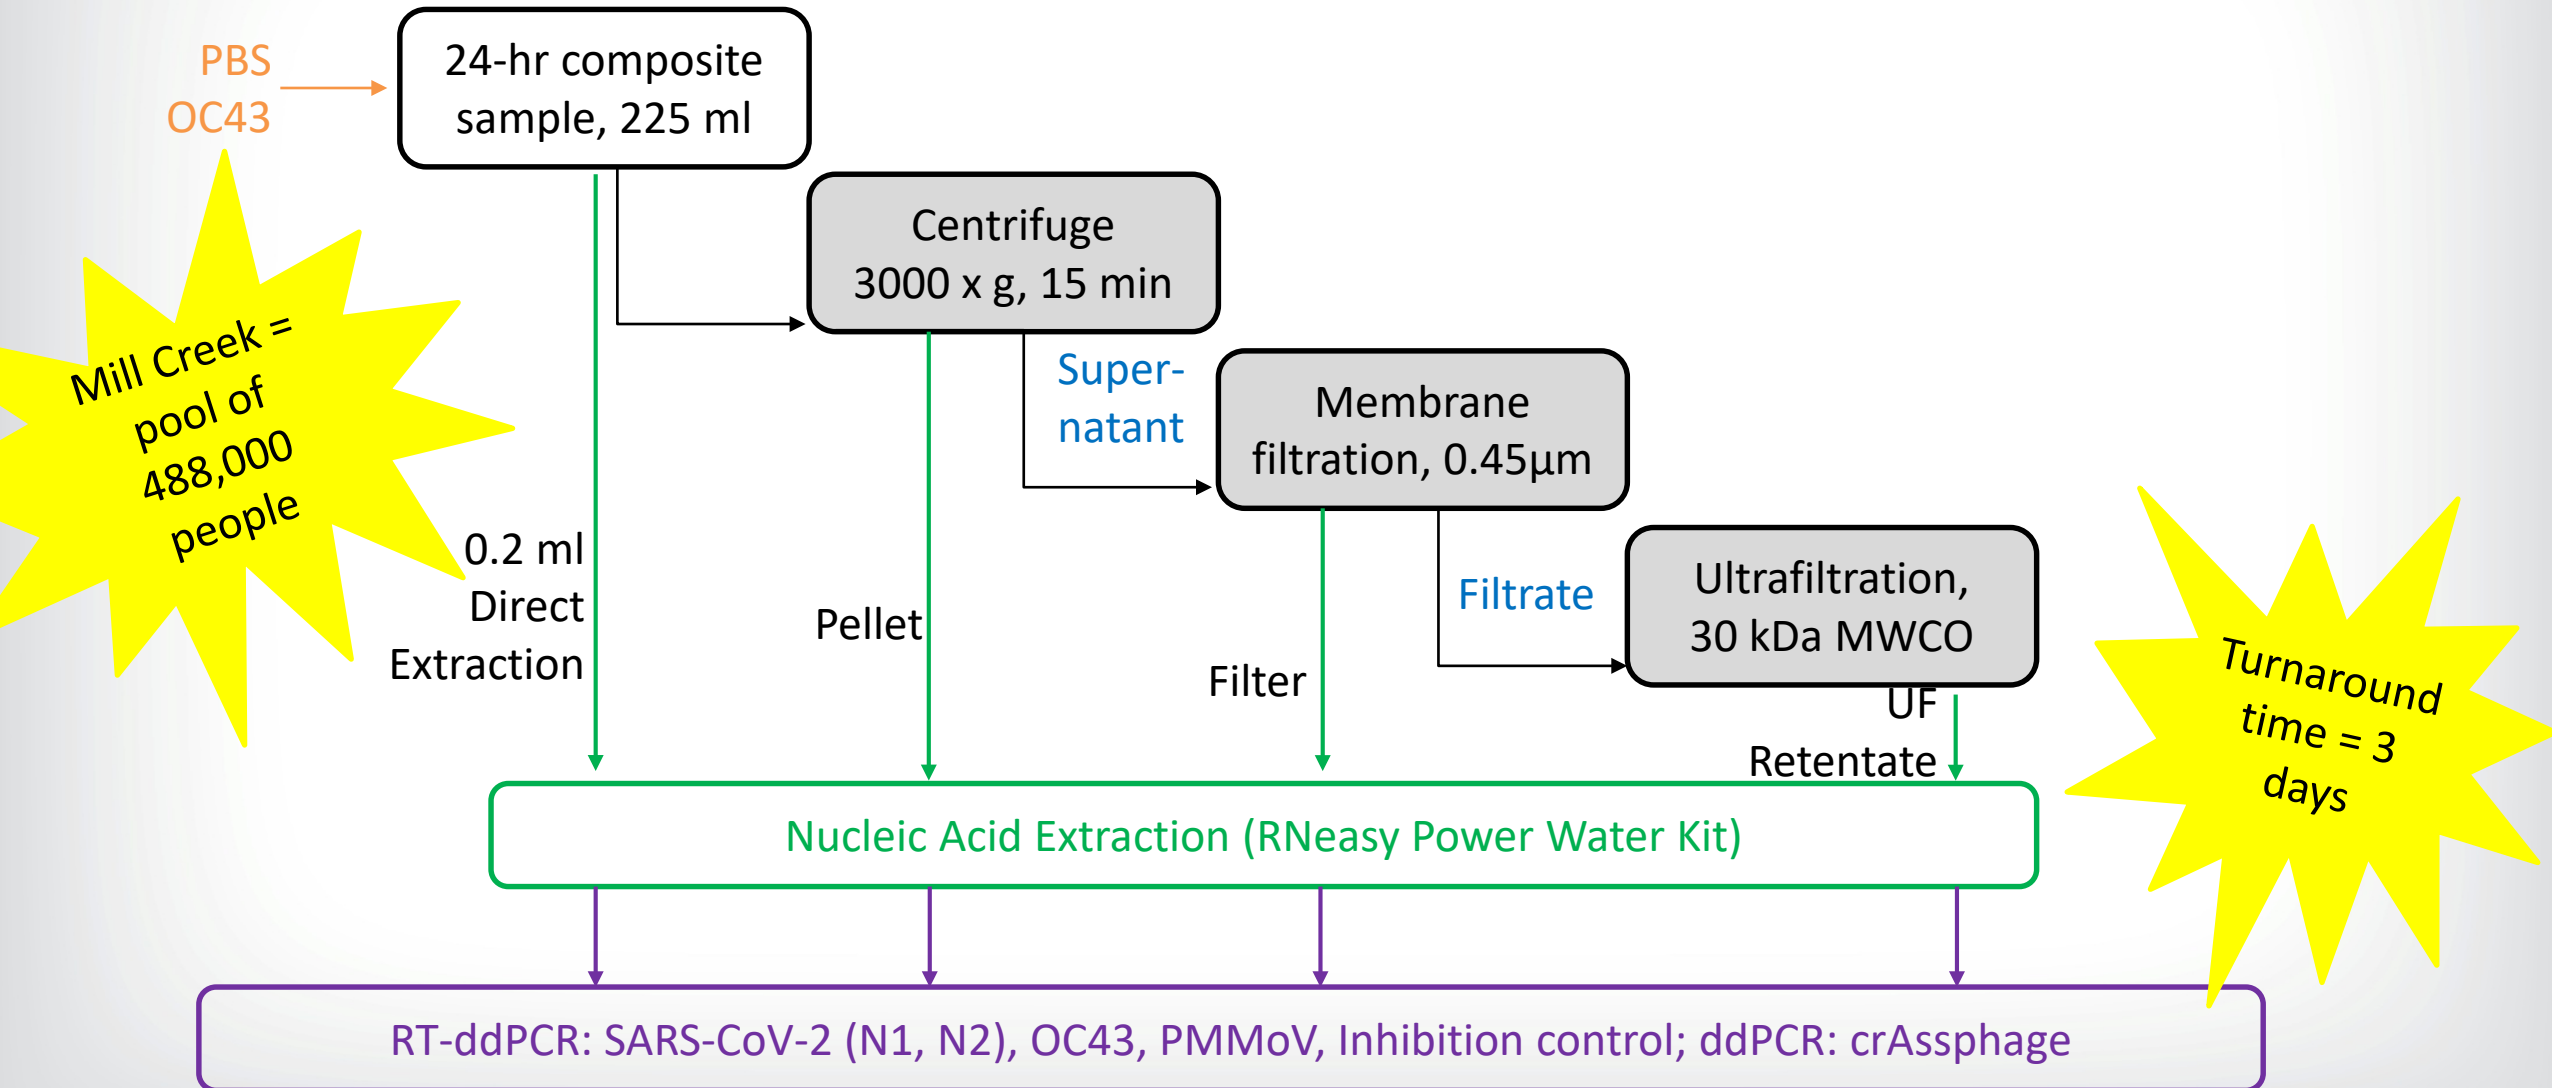 PBS
OC43
24-hr composite
sample, 225 ml
Centrifuge
3000 x g, 15 min
Super-
natant
Membrane
filtration, 0.45µm
Mill Creek =
pool of
488,000
people
0.2 ml
Direct
Extraction
Pellet
Filter
Filtrate
Ultrafiltration,
30 kDa MWCO
UF
Retentate
Turnaround
time = 3
days
Nucleic Acid Extraction (RNeasy Power Water Kit)
RT-ddPCR: SARS-CoV-2 (N1, N2), OC43, PMMoV, Inhibition control; ddPCR: crAssphage